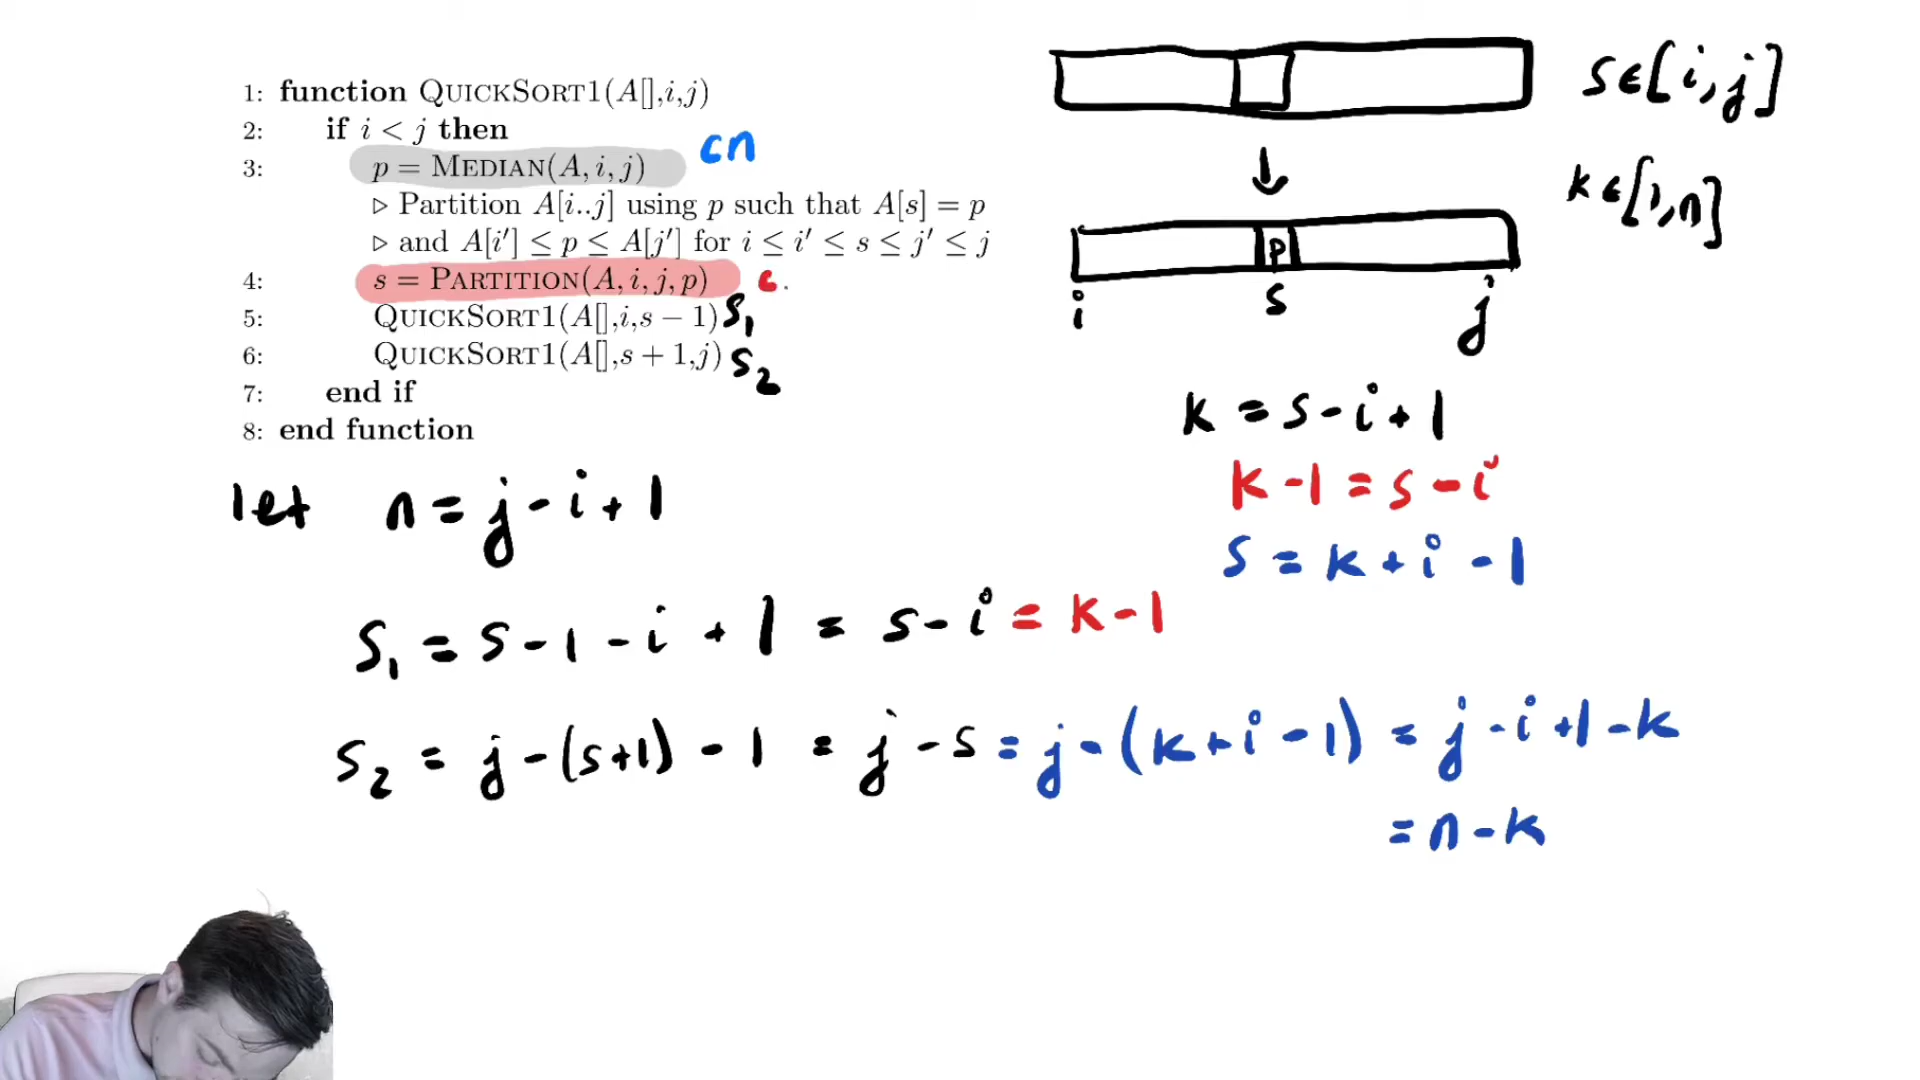 1: function QUICKSORT1(A[],i,j)
2: if i < j then
3: p = MEDIAN(A, i, j) cn
▷ Partition A[i..j] using p such that A[s] = p
▷ and A[i′] ≤ p ≤ A[j′] for i ≤ i′ ≤ s ≤ j′ ≤ j
4: s = PARTITION(A, i, j, p) c.
5: QUICKSORT1(A[],i,s − 1) S₁
6: QUICKSORT1(A[],s + 1,j) S₂
7: end if
8: end function
s∈[i,j]
k∈[1,n]
p
i s j
k = s-i+1
k-1 = s-i
s = k+i-1
let n = j-i+1
S₁ = s-1-i+1 = s-i = k-1
S₂ = j-(s+1)-1 = j-s = j-(k+i-1) = j-i+1-k
= n-k